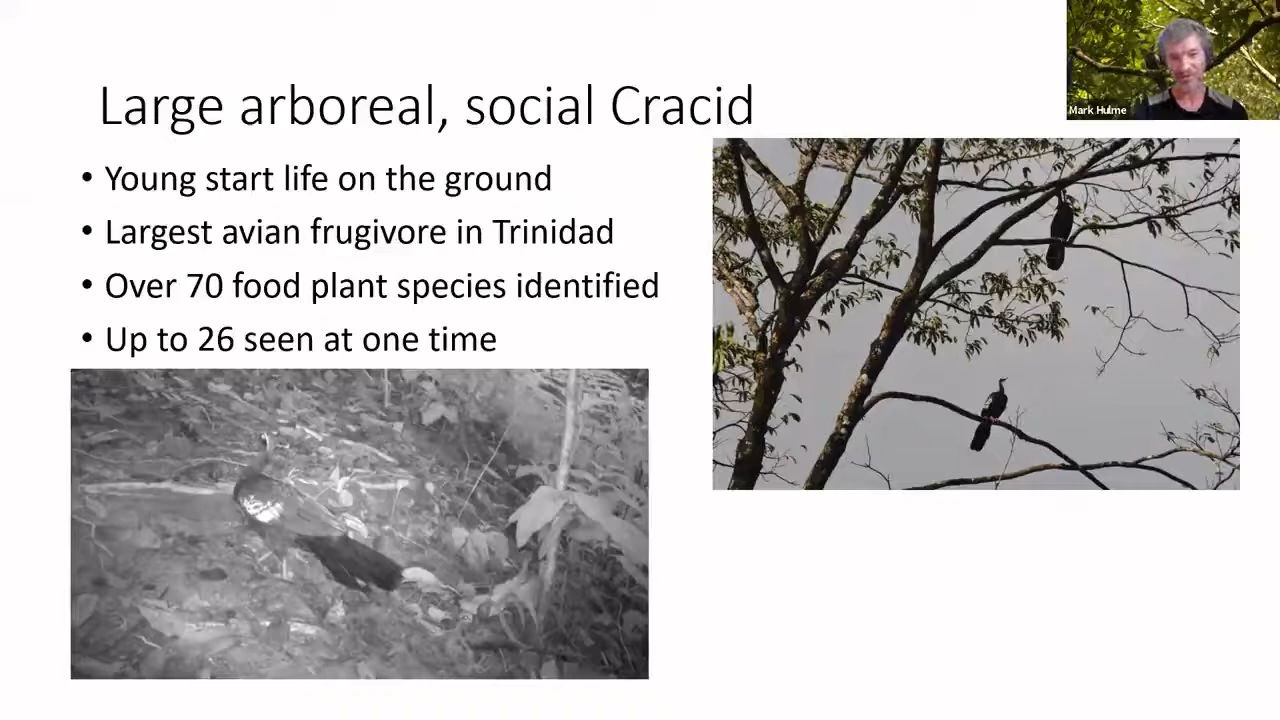 Large arboreal, social Cracid
Mark Hulme
• Young start life on the ground
• Largest avian frugivore in Trinidad
• Over 70 food plant species identified
• Up to 26 seen at one time